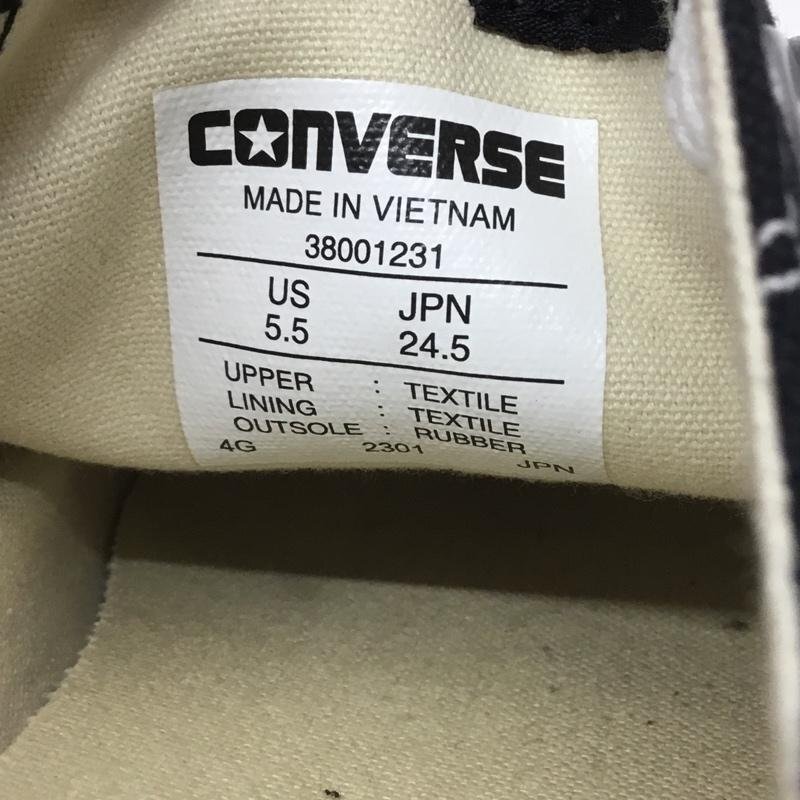 CONVERSE
MADE IN VIETNAM
38001231
US JPN
5.5 24.5
UPPER : TEXTILE
LINING : TEXTILE
OUTSOLE : RUBBER
4G 2301 JPN